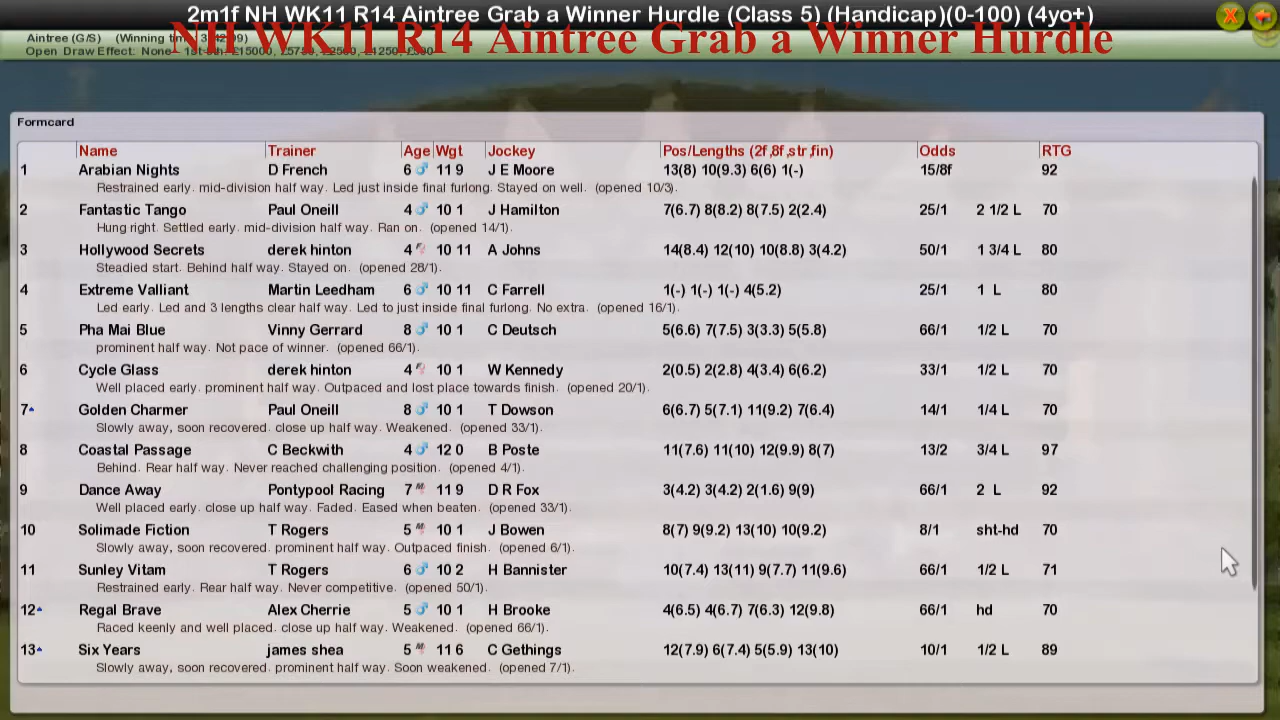 2m1f NH WK11 R14 Aintree Grab a Winner Hurdle (Class 5) (Handicap)(0-100) (4yo+)
NH WK11 R14 Aintree Grab a Winner Hurdle
Aintree (G/S) (Winning
Open Draw Effect: None
Formcard
Name Trainer Age Wgt Jockey Pos/Lengths (2f,8f,str,fin) Odds RTG
1 Arabian Nights D French 6 11 9 J E Moore 13(8) 10(9.3) 6(6) 1(-) 15/8f 92
Restrained early. mid-division half way. Led just inside final furlong. Stayed on well. (opened 10/3).
2 Fantastic Tango Paul Oneill 4 10 1 J Hamilton 7(6.7) 8(8.2) 8(7.5) 2(2.4) 25/1 2 1/2 L 70
Hung right. Settled early. mid-division half way. Ran on. (opened 14/1).
3 Hollywood Secrets derek hinton 4 10 11 A Johns 14(8.4) 12(10) 10(8.8) 3(4.2) 50/1 1 3/4 L 80
Steadied start. Behind half way. Stayed on. (opened 28/1).
4 Extreme Valliant Martin Leedham 6 10 11 C Farrell 1(-) 1(-) 1(-) 4(5.2) 25/1 1 L 80
Led early. Led and 3 lengths clear half way. Led to just inside final furlong. No extra. (opened 16/1).
5 Pha Mai Blue Vinny Gerrard 8 10 1 C Deutsch 5(6.6) 7(7.5) 3(3.3) 5(5.8) 66/1 1/2 L 70
prominent half way. Not pace of winner. (opened 66/1).
6 Cycle Glass derek hinton 4 10 1 W Kennedy 2(0.5) 2(2.8) 4(3.4) 6(6.2) 33/1 1/2 L 70
Well placed early. prominent half way. Outpaced and lost place towards finish. (opened 20/1).
7 Golden Charmer Paul Oneill 8 10 1 T Dowson 6(6.7) 5(7.1) 11(9.2) 7(6.4) 14/1 1/4 L 70
Slowly away, soon recovered. close up half way. Weakened. (opened 33/1).
8 Coastal Passage C Beckwith 4 12 0 B Poste 11(7.6) 11(10) 12(9.9) 8(7) 13/2 3/4 L 97
Behind. Rear half way. Never reached challenging position. (opened 4/1).
9 Dance Away Pontypool Racing 7 11 9 D R Fox 3(4.2) 3(4.2) 2(1.6) 9(9) 66/1 2 L 92
Well placed early. close up half way. Faded. Eased when beaten. (opened 33/1).
10 Solimade Fiction T Rogers 5 10 1 J Bowen 8(7) 9(9.2) 13(10) 10(9.2) 8/1 sht-hd 70
Slowly away, soon recovered. prominent half way. Outpaced finish. (opened 6/1).
11 Sunley Vitam T Rogers 6 10 2 H Bannister 10(7.4) 13(11) 9(7.7) 11(9.6) 66/1 1/2 L 71
Restrained early. Rear half way. Never competitive. (opened 50/1).
12 Regal Brave Alex Cherrie 5 10 1 H Brooke 4(6.5) 4(6.7) 7(6.3) 12(9.8) 66/1 hd 70
Raced keenly and well placed. close up half way. Weakened. (opened 66/1).
13 Six Years james shea 5 11 6 C Gethings 12(7.9) 6(7.4) 5(5.9) 13(10) 10/1 1/2 L 89
Slowly away, soon recovered. prominent half way. Soon weakened. (opened 7/1).